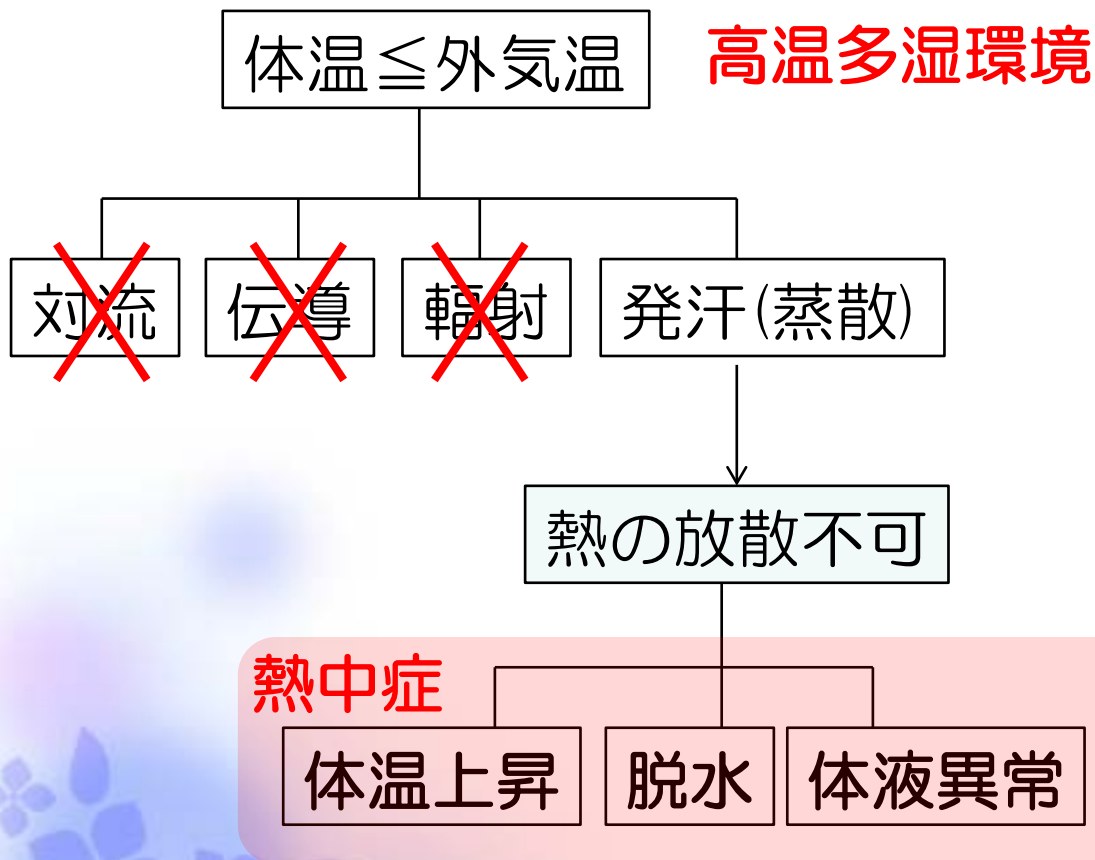 体温≦外気温
高温多湿環境
対流
伝導
輻射
発汗(蒸散)
熱の放散不可
熱中症
体温上昇
脱水
体液異常